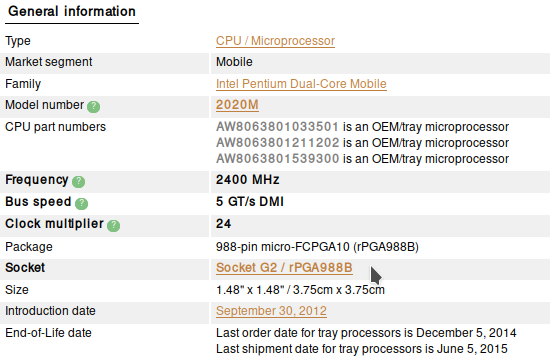 General information
Type CPU / Microprocessor
Market segment Mobile
Family Intel Pentium Dual-Core Mobile
Model number ? 2020M
CPU part numbers AW8063801033501 is an OEM/tray microprocessor
AW8063801211202 is an OEM/tray microprocessor
AW8063801539300 is an OEM/tray microprocessor
Frequency ? 2400 MHz
Bus speed ? 5 GT/s DMI
Clock multiplier ? 24
Package 988-pin micro-FCPGA10 (rPGA988B)
Socket Socket G2 / rPGA988B
Size 1.48" x 1.48" / 3.75cm x 3.75cm
Introduction date September 30, 2012
End-of-Life date Last order date for tray processors is December 5, 2014
Last shipment date for tray processors is June 5, 2015